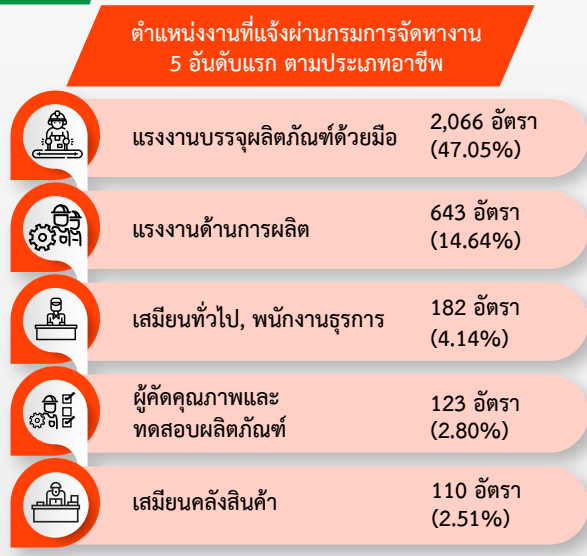 ตำแหน่งงานที่แจ้งผ่านกรมการจัดหางาน
5 อันดับแรก ตามประเภทอาชีพ
แรงงานบรรจุผลิตภัณฑ์ด้วยมือ
2,066 อัตรา
(47.05%)
แรงงานด้านการผลิต
643 อัตรา
(14.64%)
เสมียนทั่วไป, พนักงานธุรการ
182 อัตรา
(4.14%)
ผู้คัดคุณภาพและ
ทดสอบผลิตภัณฑ์
123 อัตรา
(2.80%)
เสมียนคลังสินค้า
110 อัตรา
(2.51%)